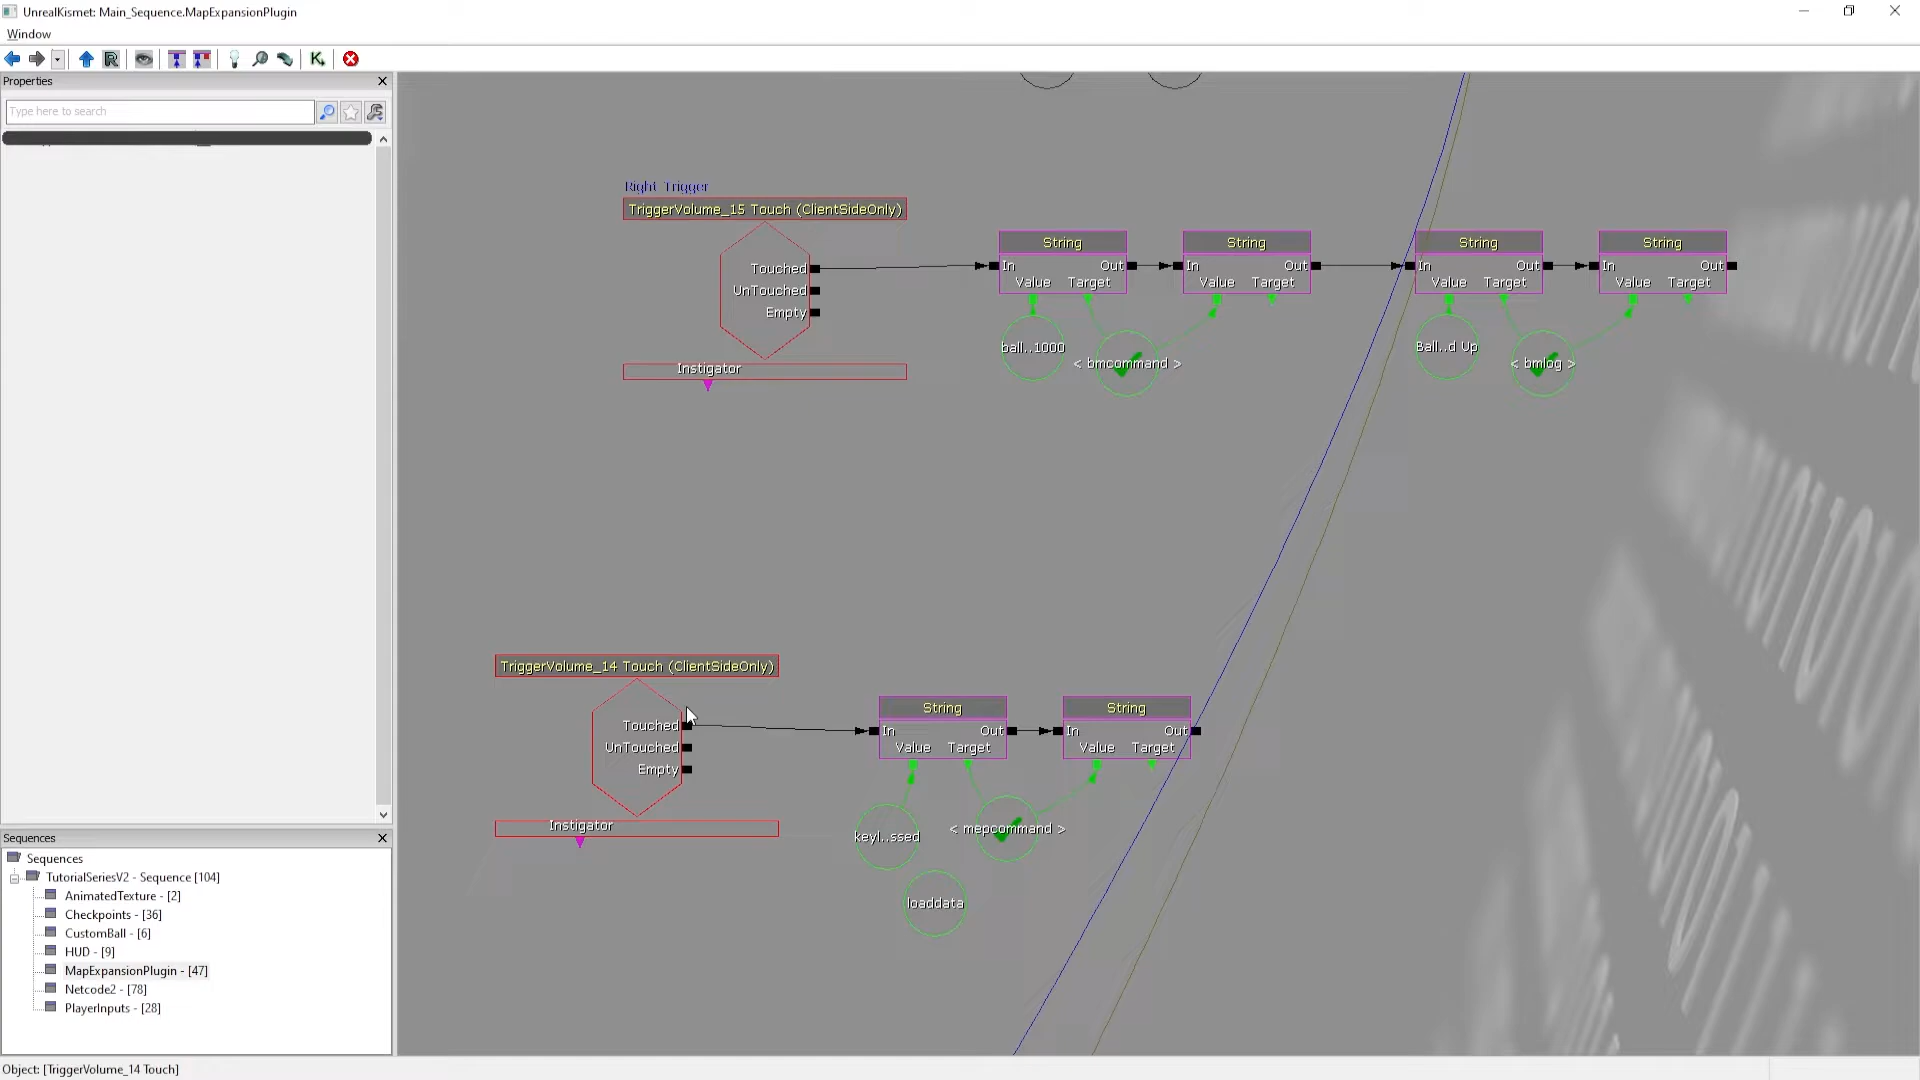 UnrealKismet: Main_Sequence.MapExpansionPlugin
Window
Properties
Type here to search
Right Trigger
TriggerVolume_15 Touch (ClientSideOnly)
Touched
UnTouched
Empty
Instigator
String
In Out
Value Target
String
In Out
Value Target
String
In Out
Value Target
String
In Out
Value Target
ball..1000
< bmcommand >
Ball..d Up
< bmlog >
TriggerVolume_14 Touch (ClientSideOnly)
Touched
UnTouched
Empty
Instigator
String
In Out
Value Target
String
In Out
Value Target
keyl..ssed
< mepcommand >
loaddata
Sequences
Sequences
TutorialSeriesV2 - Sequence [104]
AnimatedTexture - [2]
Checkpoints - [36]
CustomBall - [6]
HUD - [9]
MapExpansionPlugin - [47]
Netcode2 - [78]
PlayerInputs - [28]
Object: [TriggerVolume_14 Touch]